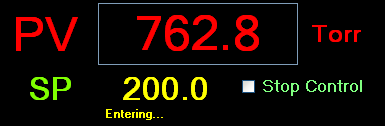 PV 762.8 Torr
SP 200.0 Stop Control
Entering...